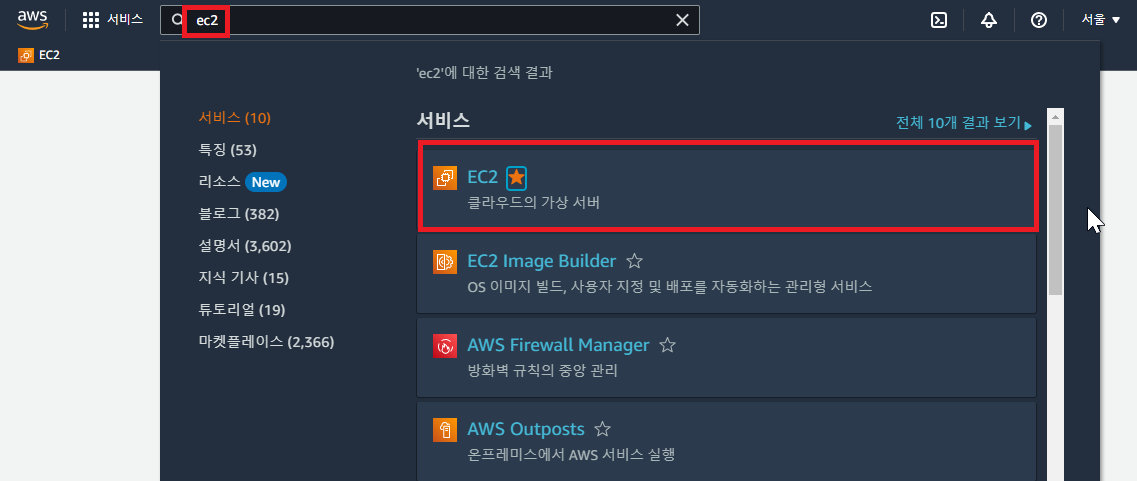 aws
서비스
ec2
서울
EC2
'ec2'에 대한 검색 결과
서비스 (10)
특징 (53)
리소스 New
블로그 (382)
설명서 (3,602)
지식 기사 (15)
튜토리얼 (19)
마켓플레이스 (2,366)
서비스
전체 10개 결과 보기
EC2
클라우드의 가상 서버
EC2 Image Builder
OS 이미지 빌드, 사용자 지정 및 배포를 자동화하는 관리형 서비스
AWS Firewall Manager
방화벽 규칙의 중앙 관리
AWS Outposts
온프레미스에서 AWS 서비스 실행